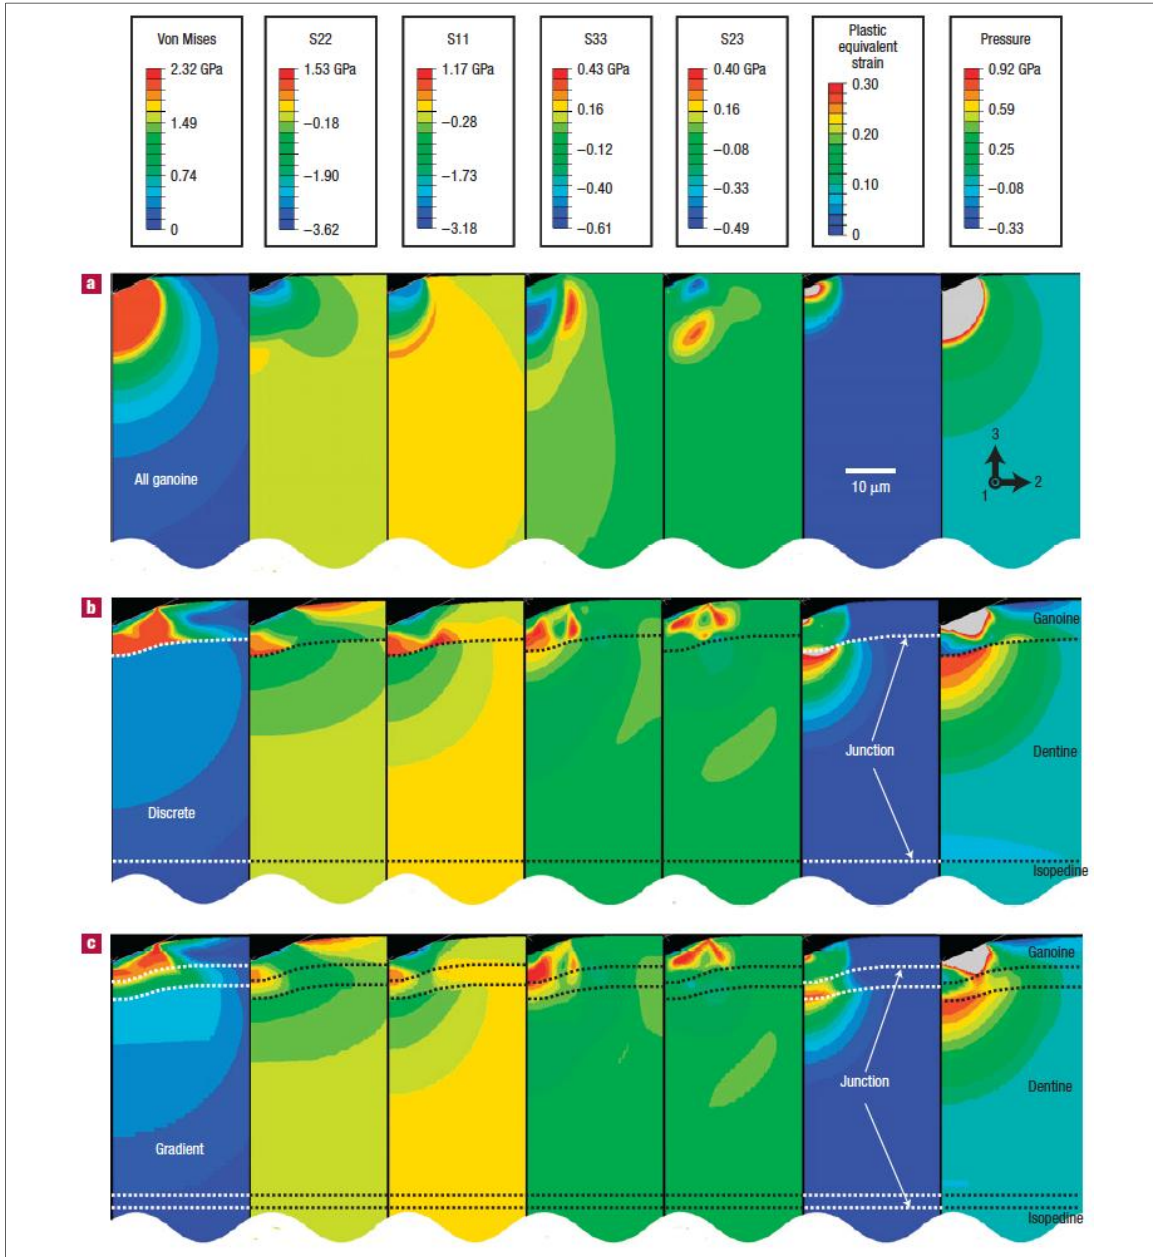 Von Mises
2.32 GPa
1.49
0.74
0
S22
1.53 GPa
−0.18
−1.90
−3.62
S11
1.17 GPa
−0.28
−1.73
−3.18
S33
0.43 GPa
0.16
−0.12
−0.40
−0.61
S23
0.40 GPa
0.16
−0.08
−0.33
−0.49
Plastic
equivalent
strain
0.30
0.20
0.10
0
Pressure
0.92 GPa
0.59
0.25
−0.08
−0.33
a
All ganoine
10 μm
3
1
2
b
Ganoine
Junction
Dentine
Discrete
Isopedine
c
Ganoine
Junction
Dentine
Gradient
Isopedine